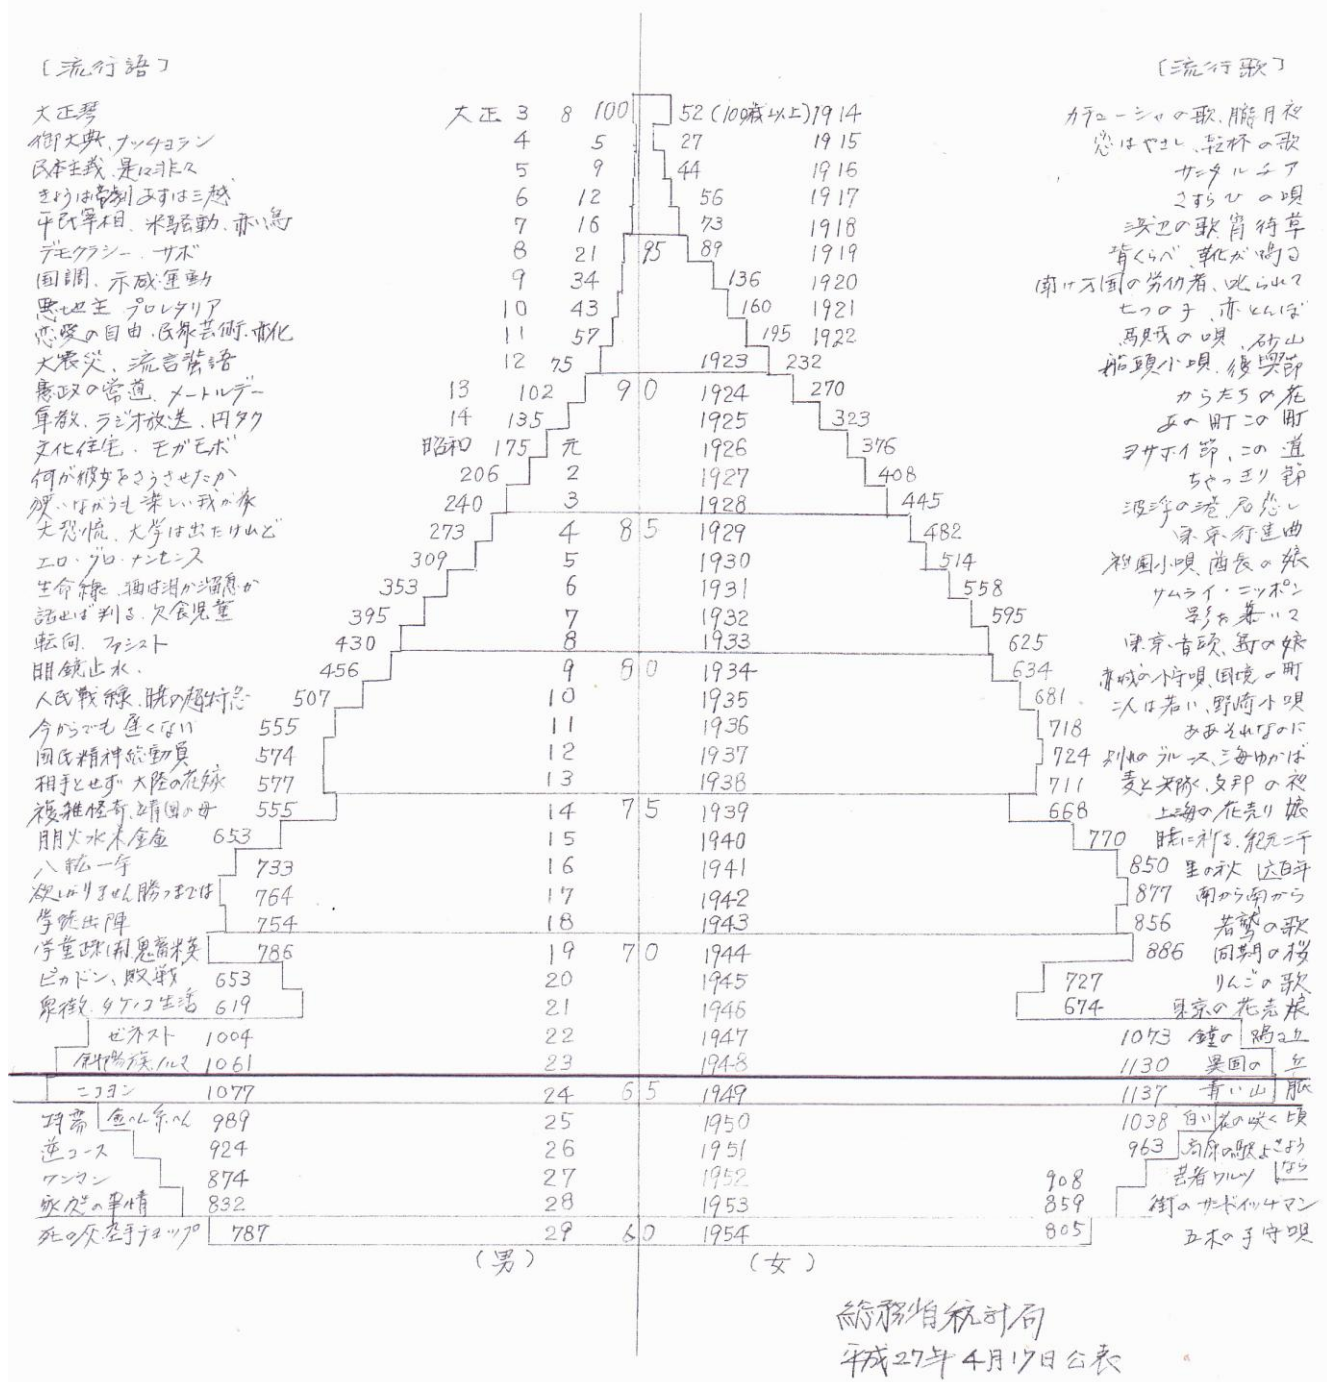 〔流行語〕 〔流行歌〕
大正琴 大正 3 8 100 52 (100歳以上) 1914 カチューシャの歌、朧月夜
御大典、ナッチョラン 4 5 27 1915 恋はやさし、乾杯の歌
民本主義、是々非々 5 9 44 1916 サンタルチア
きょうは帝劇あすは三越 6 12 56 1917 さすらひの唄
平民宰相、米騒動、赤い鳥 7 16 73 1918 浜辺の歌 宵待草
デモクラシー、サボ 8 21 95 89 1919 背くらべ 靴が鳴る
国調、示威運動 9 34 136 1920 聞け万国の労仂者、叱られて
悪地主 プロレタリア 10 43 160 1921 七つの子、赤とんぼ
恋愛の自由、民衆芸術、赤化 11 57 195 1922 馬賊の唄、砂山
大震災、流言蜚語 12 75 1923 232 船頭小唄、復興節
憲政の常道、メートルデー 13 102 90 1924 270 からたちの花
軍教、ラジオ放送、円タク 14 135 1925 323 あの町この町
文化住宅、モガモボ 昭和 175 元 1926 376 ヨサホイ節、この道
何が彼女をさうさせたか 206 2 1927 408 ちゃっきり節
狭いながらも楽しい我が家 240 3 1928 445 波浮の港、君恋し
大恐慌、大学は出たけれど 273 4 85 1929 482 東京行進曲
エロ・グロ・ナンセンス 309 5 1930 514 祇園小唄 酋長の娘
生命線、酒は泪か溜息か 353 6 1931 558 サムライ・ニッポン
話せば判る、欠食児童 395 7 1932 595 影を慕いて
転向、ファシスト 430 8 1933 625 東京音頭、島の娘
明鏡止水、 456 9 80 1934 634 赤城の小守唄、国境の町
人民戦線、暁の超特急 507 10 1935 681 二人は若い、野崎小唄
今からでも遅くない 555 11 1936 718 ああそれなのに
国民精神総動員 574 12 1937 724 別れのブルース、海ゆかば
相手とせず 大陸の花嫁 577 13 1938 711 麦と兵隊、支那の夜
複雑怪奇、靖国の母 555 14 75 1939 668 上海の花売り娘
月月火水木金金 653 15 1940 770 暁に祈る、紀元二千
八紘一宇 733 16 1941 850 星の秋 六百年
欲しがりません勝つまでは 764 17 1942 877 南から南から
学徒出陣 754 18 1943 856 若鷲の歌
学童疎開 鬼畜米英 786 19 70 1944 886 同期の桜
ピカドン、敗戦 653 20 1945 727 りんごの歌
象徴、タケノコ生活 619 21 1946 674 東京の花売娘
ゼネスト 1004 22 1947 1073 鐘の鳴る丘
斜陽族 ノルマ 1061 23 1948 1130 異国の丘
ニコヨン 1077 24 65 1949 1137 青い山脈
特需 金へん糸へん 989 25 1950 1038 白い花の咲く頃
逆コース 924 26 1951 963 高原の駅よさよう
ワンマン 874 27 1952 908 芸者ワルツ なら
家庭の事情 832 28 1953 859 街のサンドイッチマン
死の灰 空手チョップ 787 29 60 1954 805 五木の子守唄
(男) (女)
総務省統計局
平成27年4月17日公表